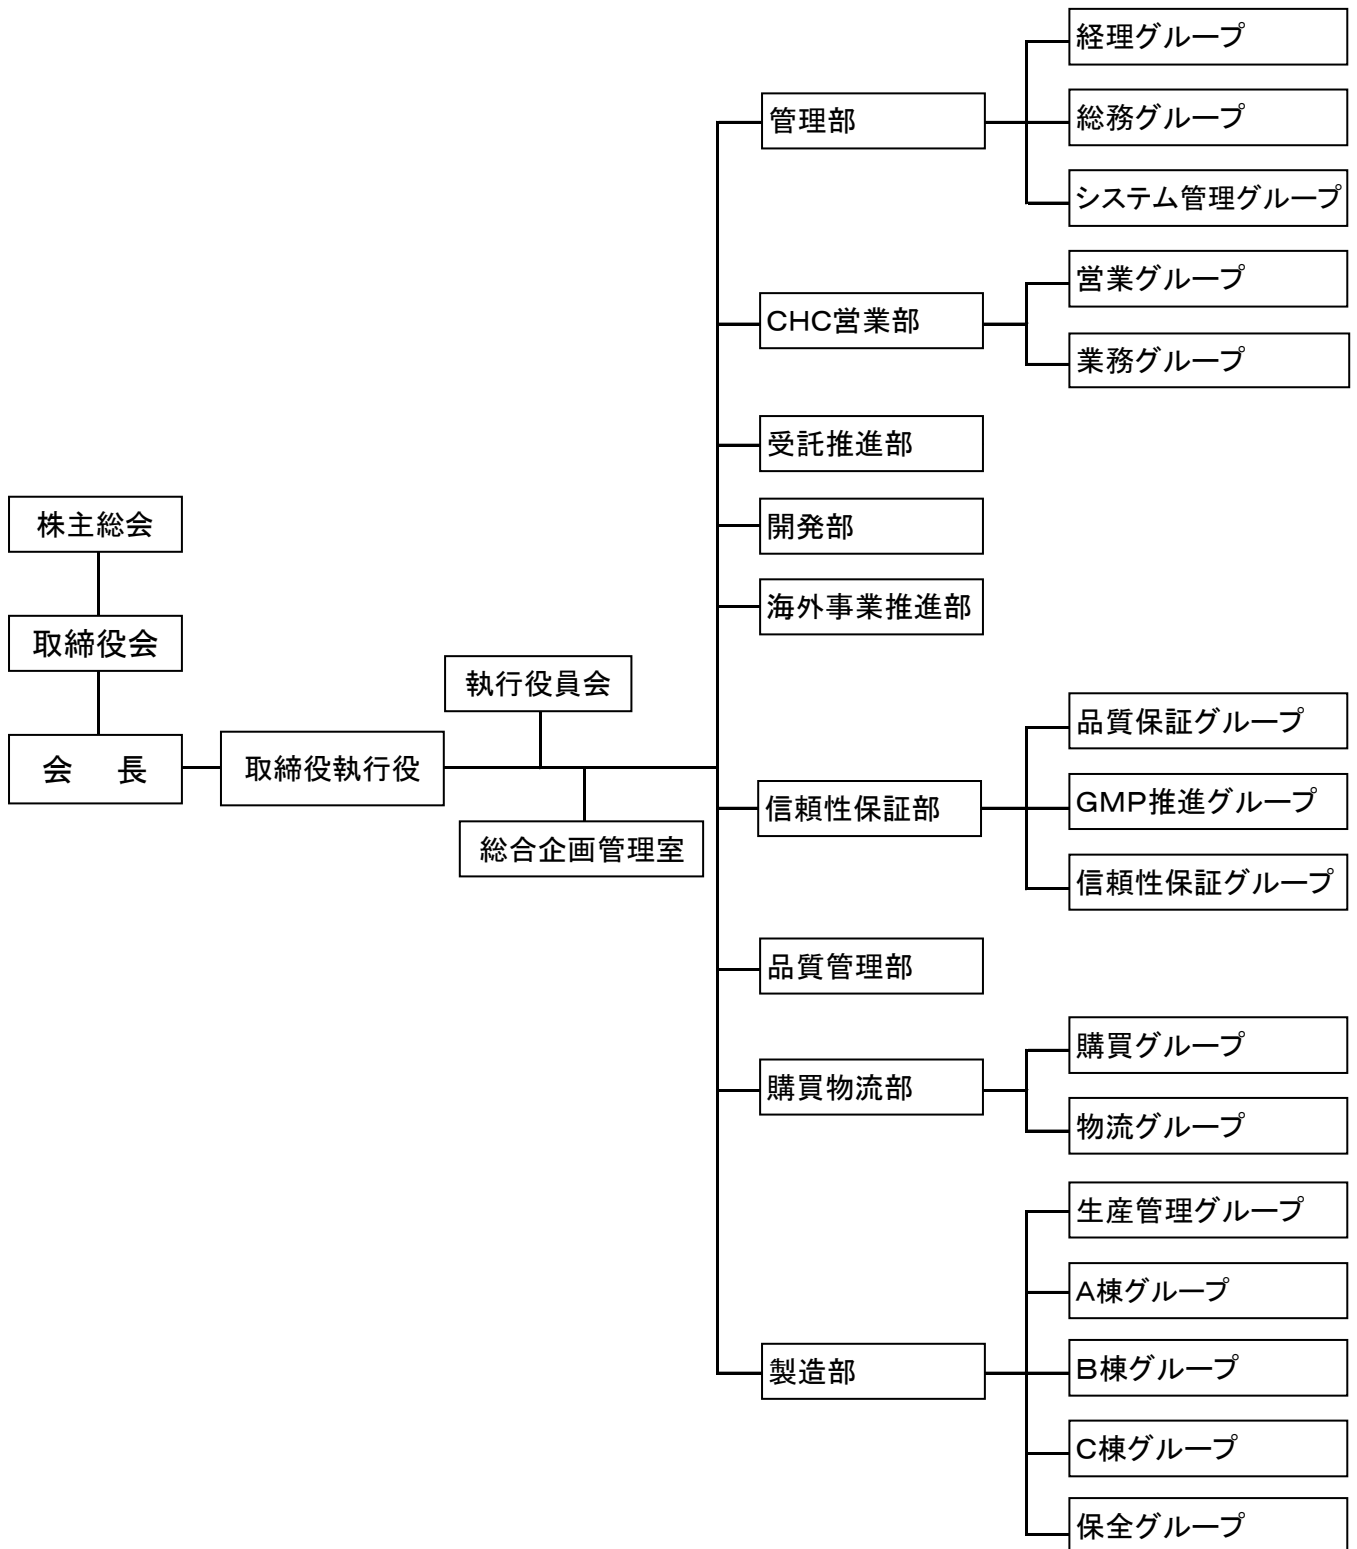 株主総会
取締役会
会　長
取締役執行役
執行役員会
総合企画管理室
管理部
経理グループ
総務グループ
システム管理グループ
CHC営業部
営業グループ
業務グループ
受託推進部
開発部
海外事業推進部
信頼性保証部
品質保証グループ
GMP推進グループ
信頼性保証グループ
品質管理部
購買物流部
購買グループ
物流グループ
製造部
生産管理グループ
A棟グループ
B棟グループ
C棟グループ
保全グループ